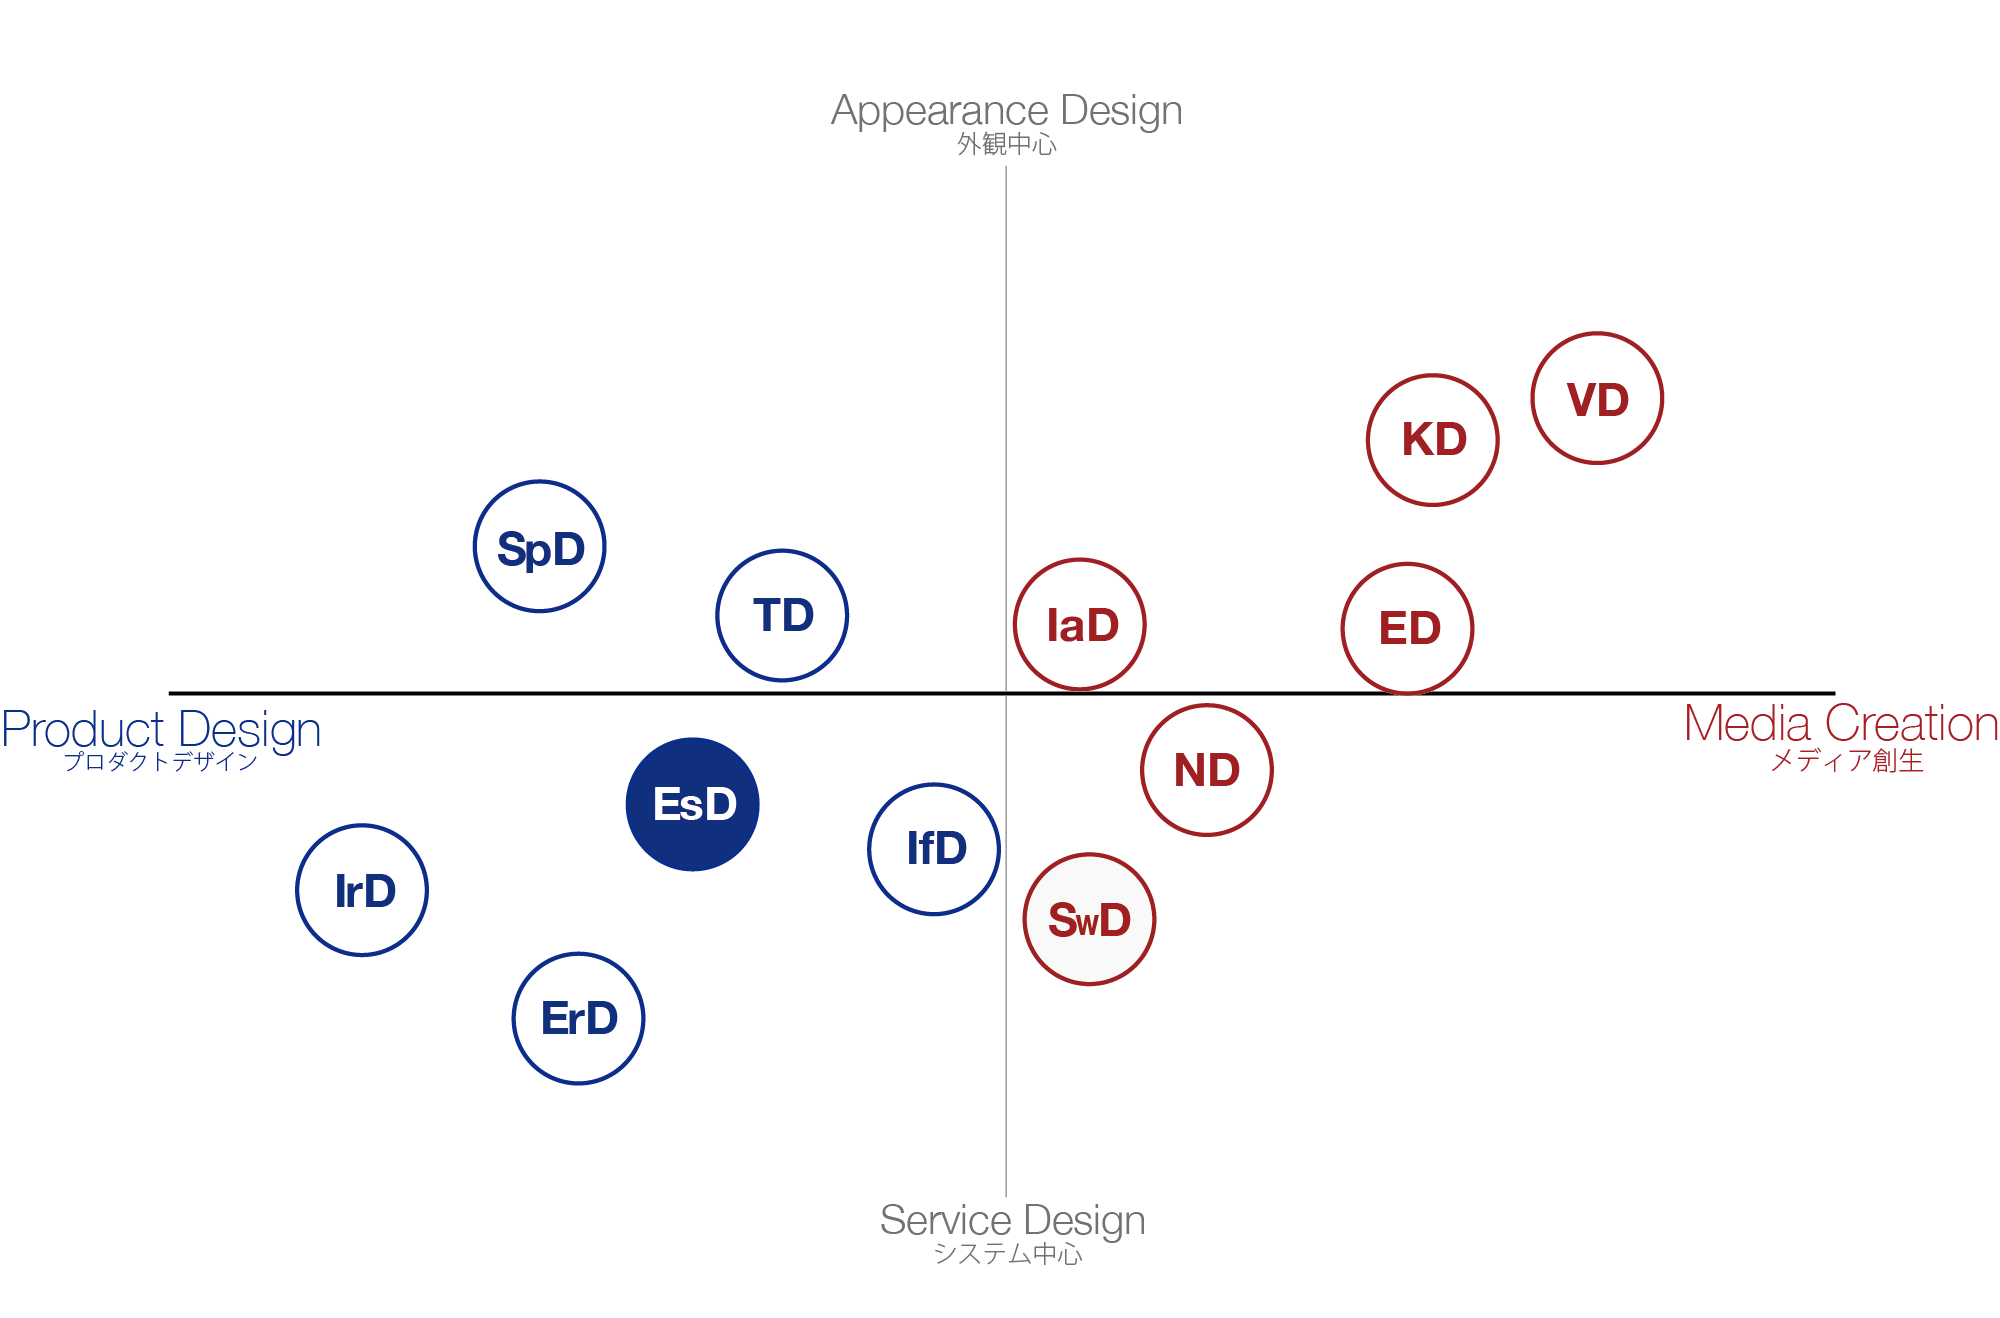 Appearance Design
外観中心
VD
KD
SpD
TD
IaD
ED
Product Design
プロダクトデザイン
Media Creation
メディア創生
ND
EsD
IfD
IrD
SwD
ErD
Service Design
システム中心